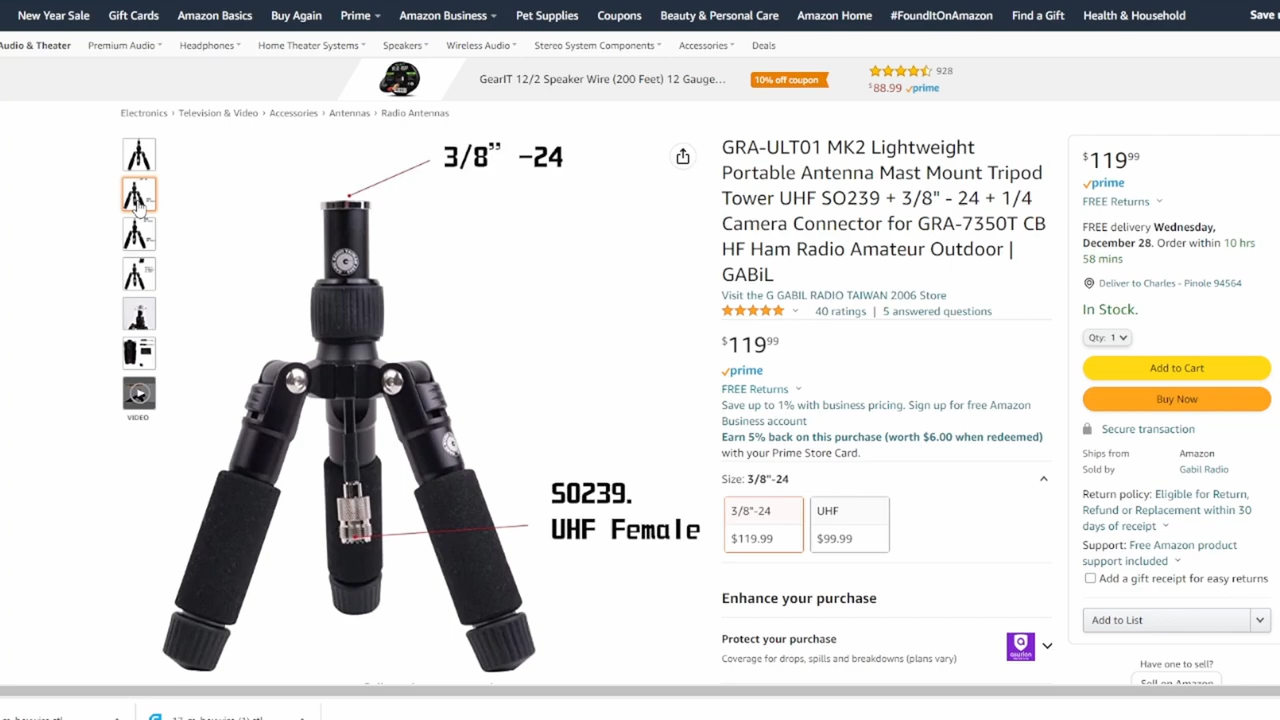 New Year Sale Gift Cards Amazon Basics Buy Again Prime Amazon Business Pet Supplies Coupons Beauty & Personal Care Amazon Home #FoundItOnAmazon Find a Gift Health & Household Save
Audio & Theater Premium Audio Headphones Home Theater Systems Speakers Wireless Audio Stereo System Components Accessories Deals
GearIT 12/2 Speaker Wire (200 Feet) 12 Gauge... 10% off coupon 928
$88.99 prime
Electronics › Television & Video › Accessories › Antennas › Radio Antennas
3/8” -24
SO239.
UHF Female
VIDEO
GRA-ULT01 MK2 Lightweight
Portable Antenna Mast Mount Tripod
Tower UHF SO239 + 3/8" - 24 + 1/4
Camera Connector for GRA-7350T CB
HF Ham Radio Amateur Outdoor |
GABiL
Visit the G GABIL RADIO TAIWAN 2006 Store
40 ratings | 5 answered questions
$119 99
prime
FREE Returns
Save up to 1% with business pricing. Sign up for free Amazon
Business account
Earn 5% back on this purchase (worth $6.00 when redeemed)
with your Prime Store Card.
Size: 3/8"-24
3/8"-24 UHF
$119.99 $99.99
Enhance your purchase
Protect your purchase
Coverage for drops, spills and breakdowns (plans vary)
asurion
$119 99
prime
FREE Returns
FREE delivery Wednesday,
December 28. Order within 10 hrs
58 mins
Deliver to Charles - Pinole 94564
In Stock.
Qty: 1
Add to Cart
Buy Now
Secure transaction
Ships from Amazon
Sold by Gabil Radio
Return policy: Eligible for Return,
Refund or Replacement within 30
days of receipt
Support: Free Amazon product
support included
Add a gift receipt for easy returns
Add to List
Have one to sell?
Sell on Amazon